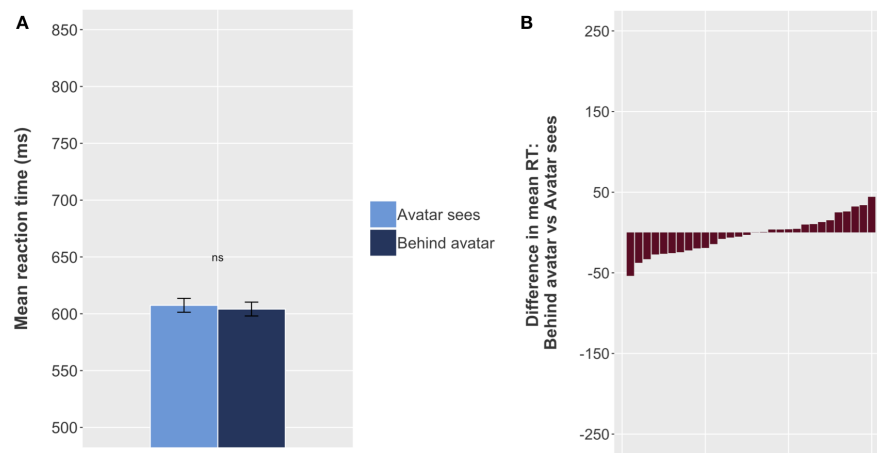 A
850
800
750
700
650
600
550
500
Mean reaction time (ms)
ns
Avatar sees
Behind avatar
B
250
150
50
-50
-150
-250
Difference in mean RT:
Behind avatar vs Avatar sees